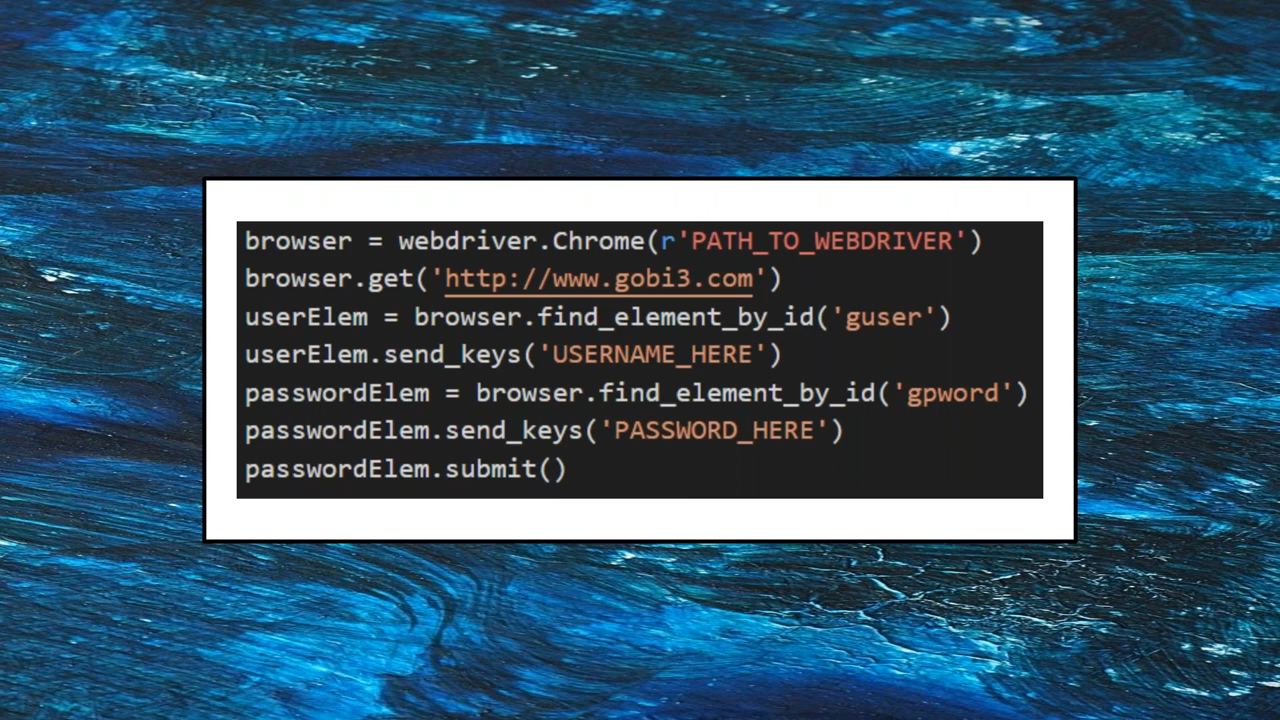 browser = webdriver.Chrome(r'PATH_TO_WEBDRIVER')
browser.get('http://www.gobi3.com')
userElem = browser.find_element_by_id('guser')
userElem.send_keys('USERNAME_HERE')
passwordElem = browser.find_element_by_id('gpword')
passwordElem.send_keys('PASSWORD_HERE')
passwordElem.submit()